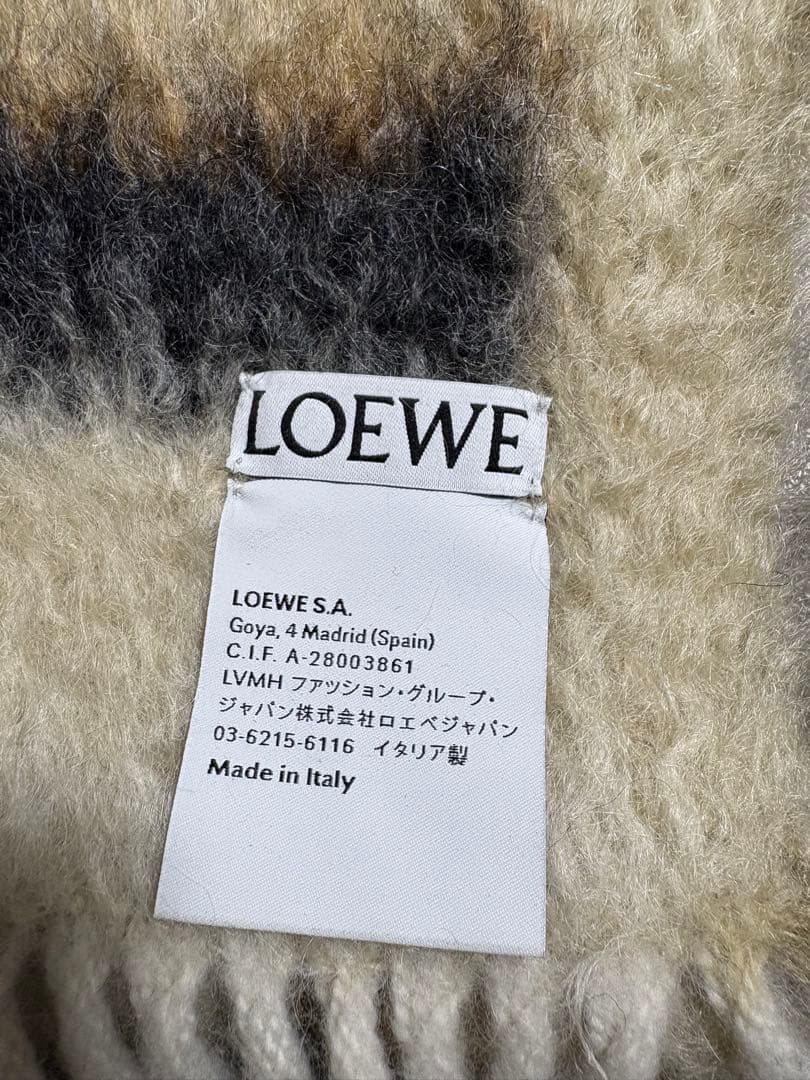 LOEWE
LOEWE S.A.
Goya, 4 Madrid (Spain)
C.I.F. A-28003861
LVMH ファッション・グループ・
ジャパン株式会社ロエベジャパン
03-6215-6116 イタリア製
Made in Italy